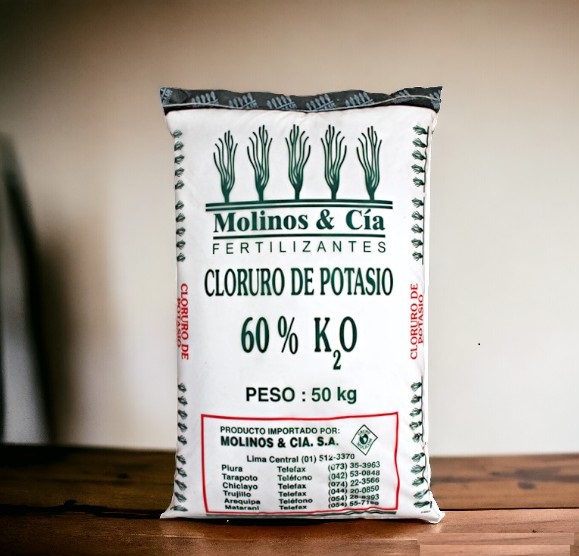 Molinos & Cía
FERTILIZANTES
CLORURO DE POTASIO
60 % K₂O
PESO : 50 kg
CLORURO DE
CLORURO DE
POTASIO
PRODUCTO IMPORTADO POR:
MOLINOS & CIA. S.A.
Lima Central (01) 512-3370
Piura Telefax (073) 35-3963
Tarapoto Teléfono (042) 53-0848
Chiclayo Telefax (074) 22-3566
Trujillo Telefax (044) 20-0850
Arequipa Teléfono
Matarani Telefax